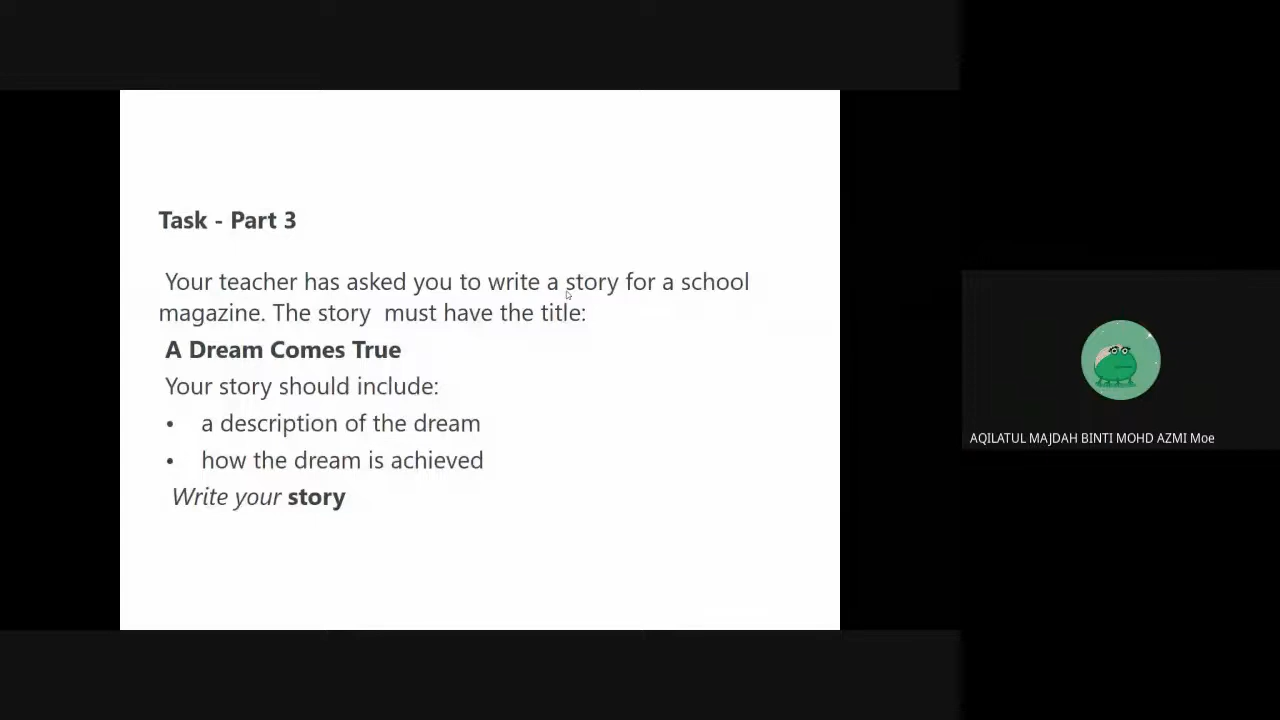 Task - Part 3
Your teacher has asked you to write a story for a school
magazine. The story must have the title:
A Dream Comes True
Your story should include:
• a description of the dream
• how the dream is achieved
Write your story
AQILATUL MAJDAH BINTI MOHD AZMI Moe